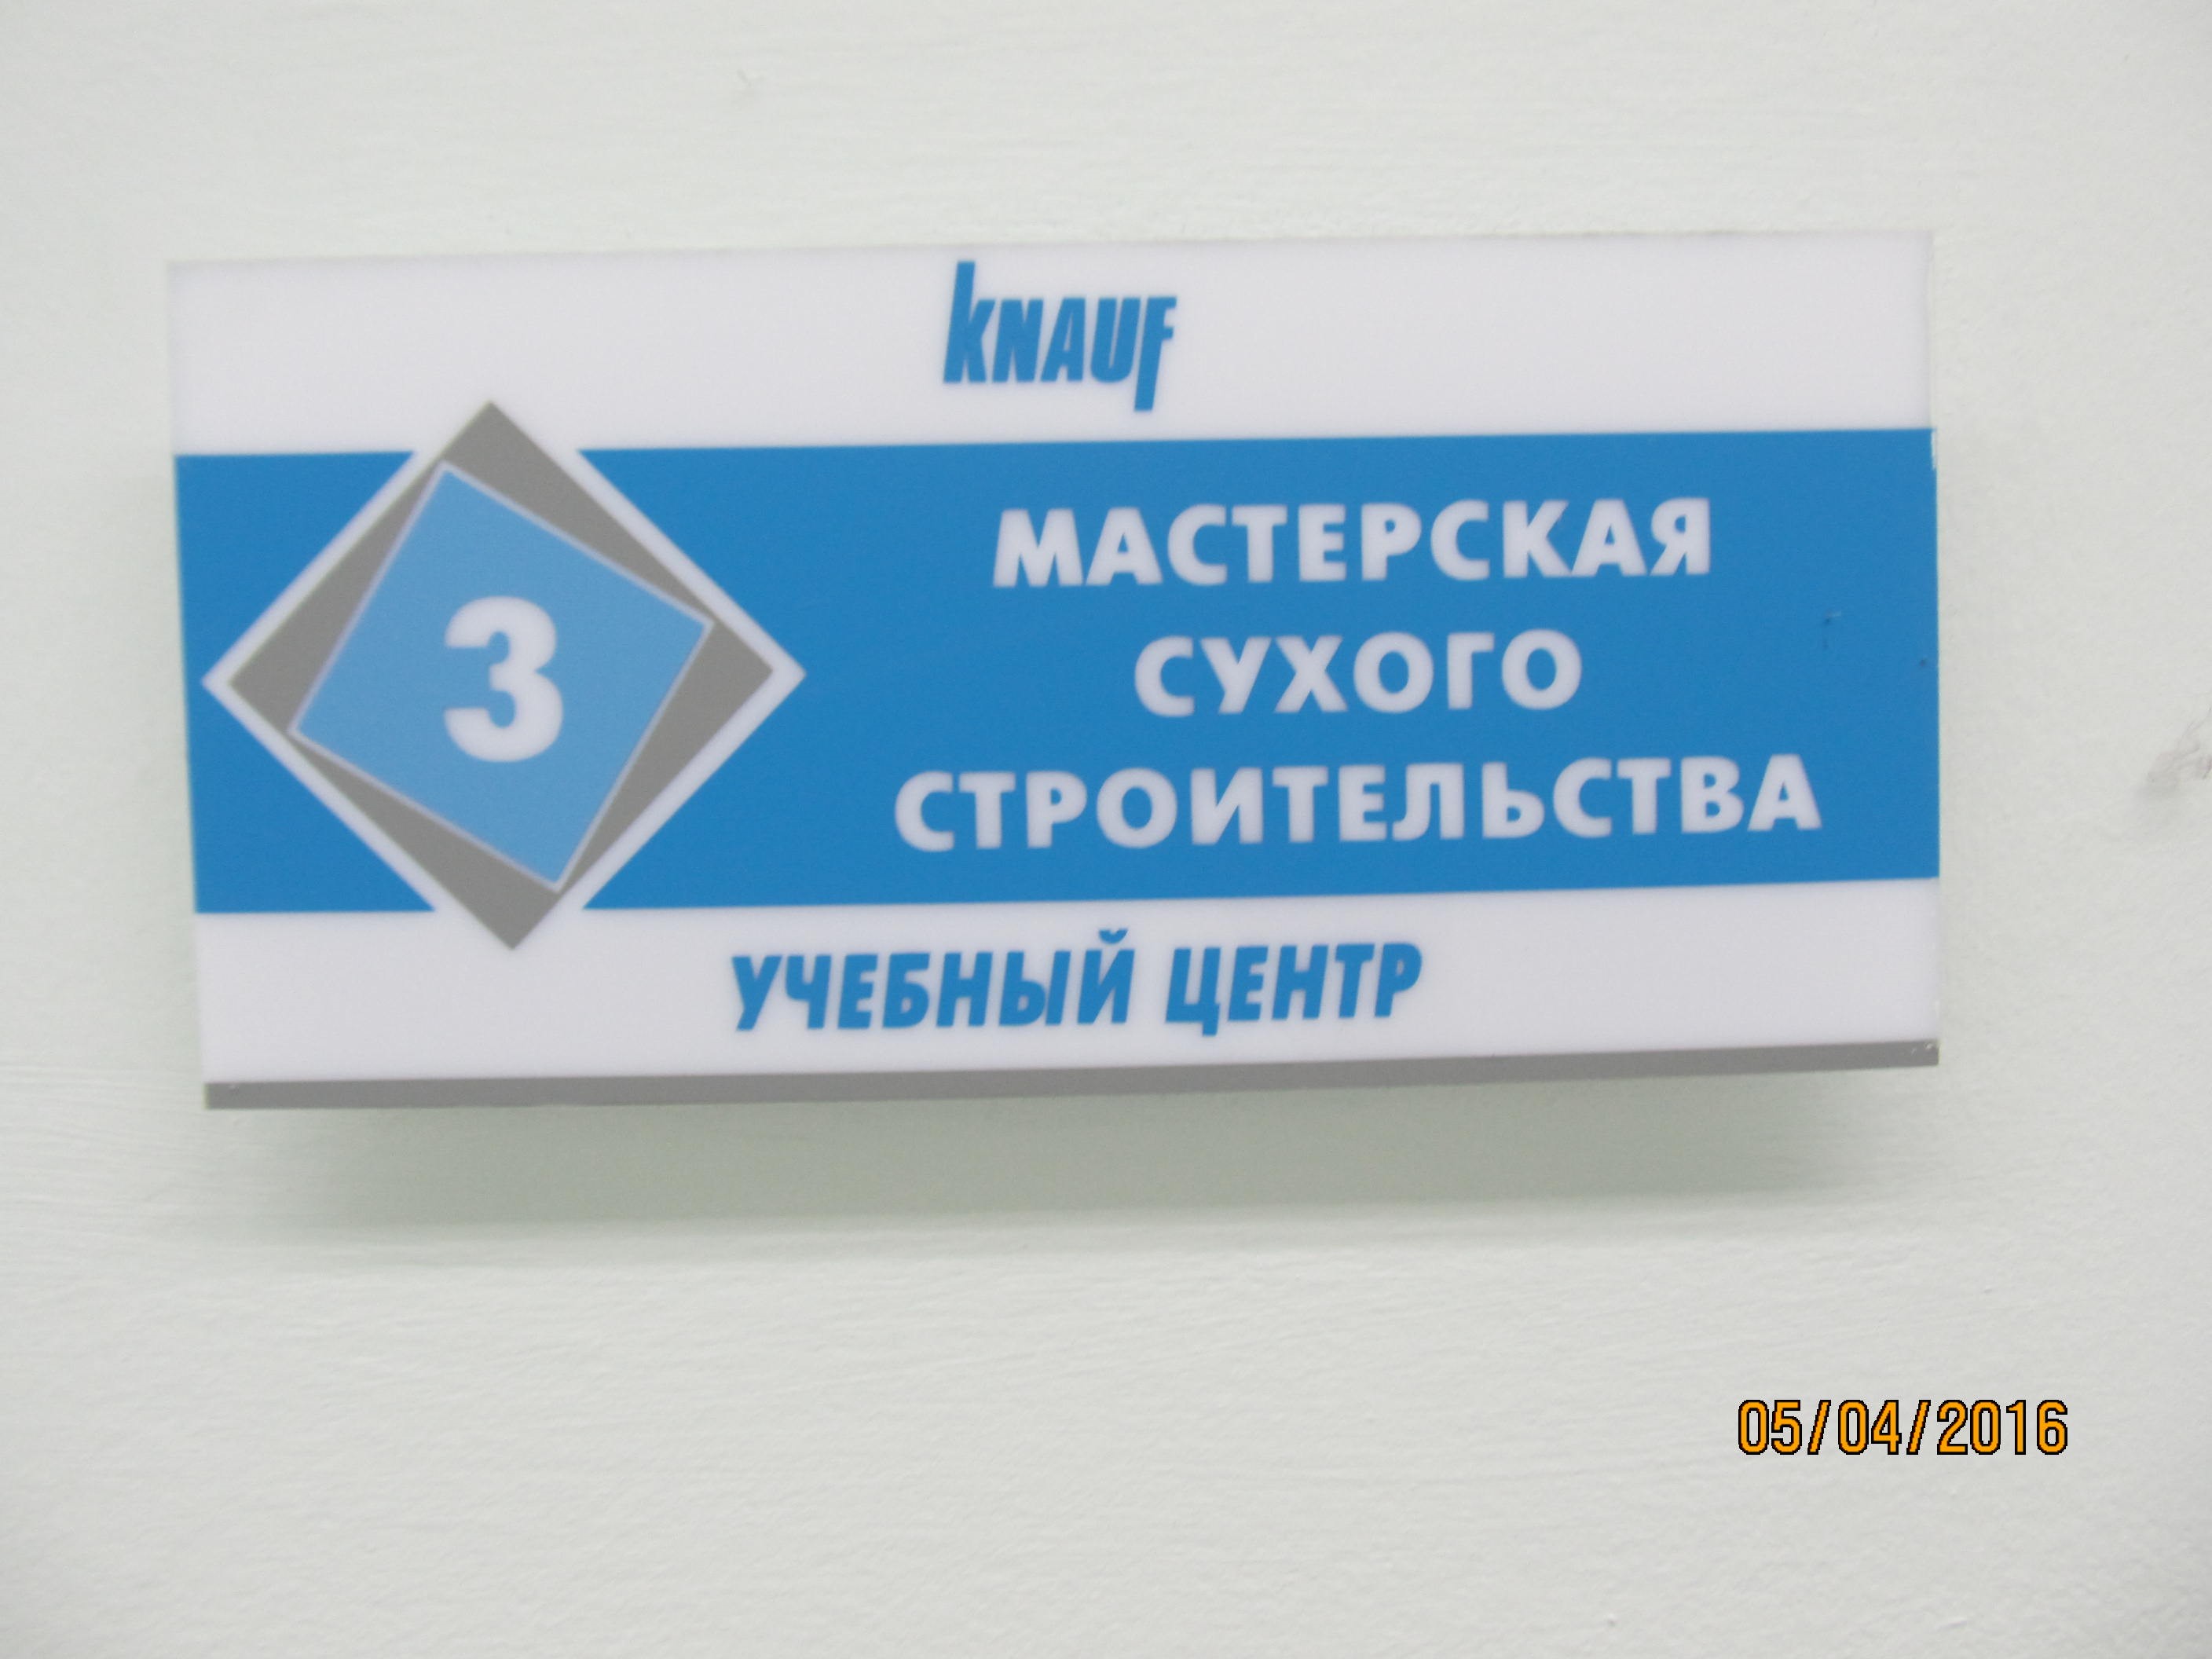 KNAUF
3
МАСТЕРСКАЯ
СУХОГО
СТРОИТЕЛЬСТВА
УЧЕБНЫЙ ЦЕНТР
05/04/2016